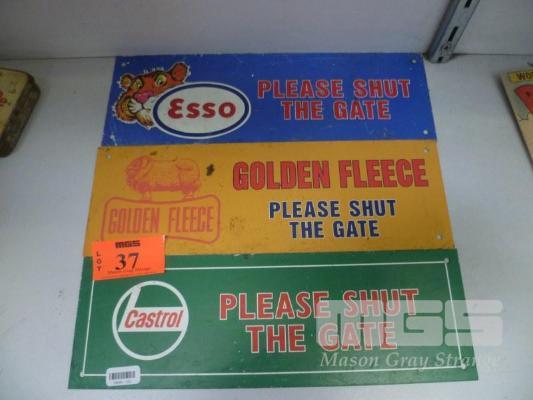 Esso
PLEASE SHUT
THE GATE
GOLDEN FLEECE
GOLDEN FLEECE
PLEASE SHUT
THE GATE
MGS
LOT
37
Castrol
PLEASE SHUT
THE GATE
MGS
Mason Gray Strange